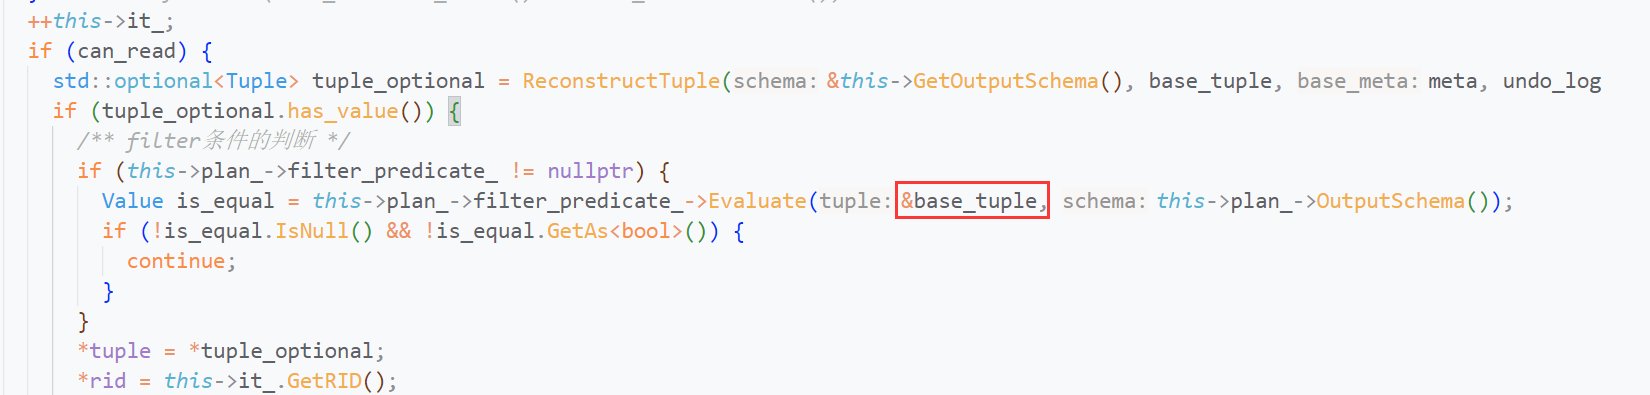 ++this->it_;
if (can_read) {
std::optional<Tuple> tuple_optional = ReconstructTuple(schema: &this->GetOutputSchema(), base_tuple, base_meta: meta, undo_log
if (tuple_optional.has_value()) {
/** filter条件的判断 */
if (this->plan_->filter_predicate_ != nullptr) {
Value is_equal = this->plan_->filter_predicate_->Evaluate(tuple: &base_tuple, schema: this->plan_->OutputSchema());
if (!is_equal.IsNull() && !is_equal.GetAs<bool>()) {
continue;
}
}
*tuple = *tuple_optional;
*rid = this->it_.GetRID();